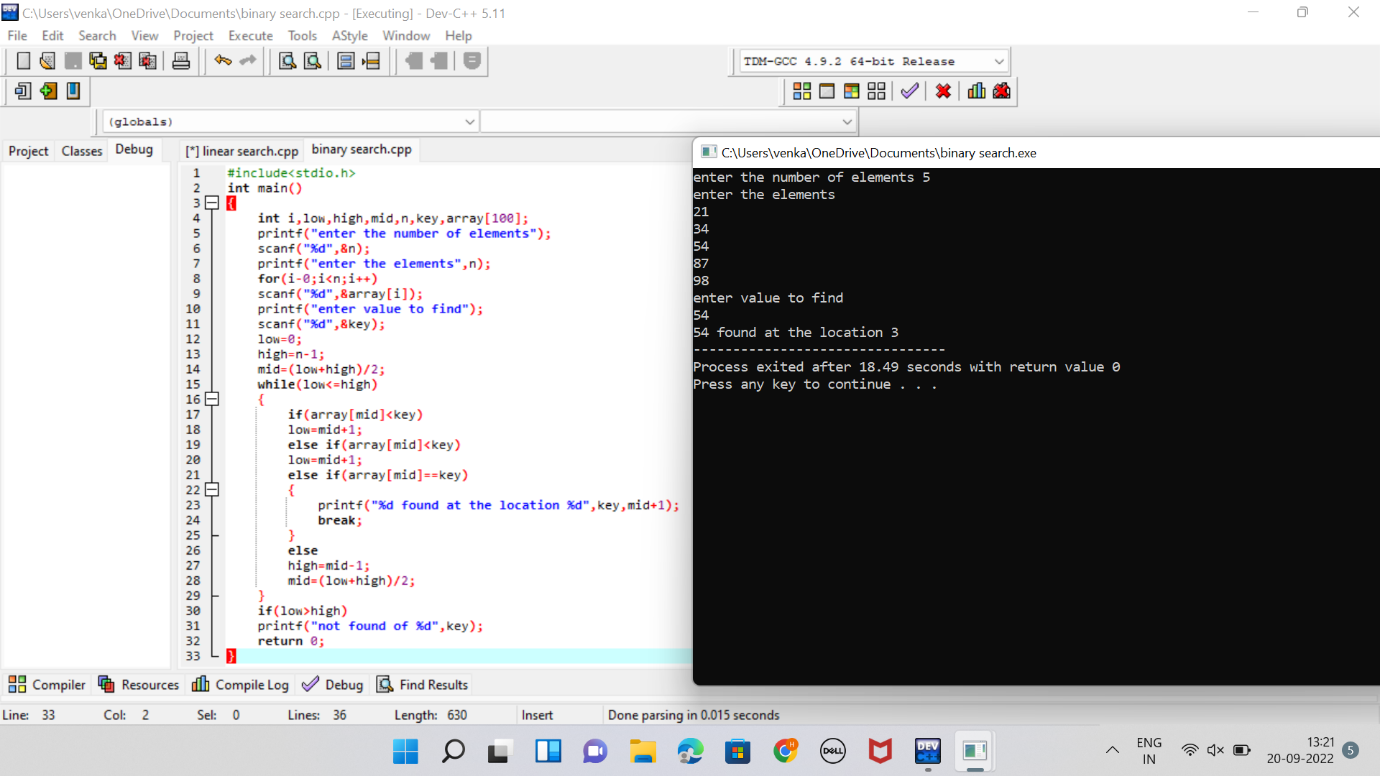 C:\Users\venka\OneDrive\Documents\binary search.cpp - [Executing] - Dev-C++ 5.11
File Edit Search View Project Execute Tools AStyle Window Help
TDM-GCC 4.9.2 64-bit Release
(globals)
Project Classes Debug
[*] linear search.cpp binary search.cpp
1 #include<stdio.h>
2 int main()
3 {
4 int i,low,high,mid,n,key,array[100];
5 printf("enter the number of elements");
6 scanf("%d",&n);
7 printf("enter the elements",n);
8 for(i-0;i<n;i++)
9 scanf("%d",&array[i]);
10 printf("enter value to find");
11 scanf("%d",&key);
12 low=0;
13 high=n-1;
14 mid=(low+high)/2;
15 while(low<=high)
16 {
17 if(array[mid]<key)
18 low=mid+1;
19 else if(array[mid]<key)
20 low=mid+1;
21 else if(array[mid]==key)
22 {
23 printf("%d found at the location %d",key,mid+1);
24 break;
25 }
26 else
27 high=mid-1;
28 mid=(low+high)/2;
29 }
30 if(low>high)
31 printf("not found of %d",key);
32 return 0;
33 }
C:\Users\venka\OneDrive\Documents\binary search.exe
enter the number of elements 5
enter the elements
21
34
54
87
98
enter value to find
54
54 found at the location 3
--------------------------------
Process exited after 18.49 seconds with return value 0
Press any key to continue . . .
Compiler Resources Compile Log Debug Find Results
Line: 33 Col: 2 Sel: 0 Lines: 36 Length: 630 Insert Done parsing in 0.015 seconds
H
DELL
DEV
ENG
IN
13:21
20-09-2022
5